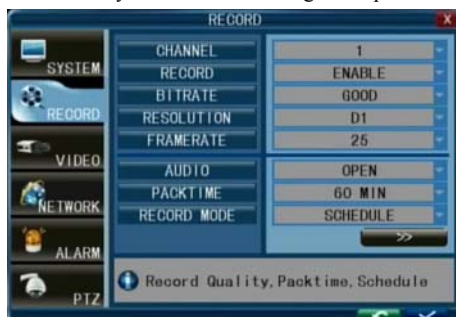 RECORD X
SYSTEM
RECORD
VIDEO
NETWORK
ALARM
PTZ
CHANNEL 1
RECORD ENABLE
BITRATE GOOD
RESOLUTION D1
FRAMERATE 25
AUDIO OPEN
PACKTIME 60 MIN
RECORD MODE SCHEDULE
>>
Record Quality,Packtime,Schedule